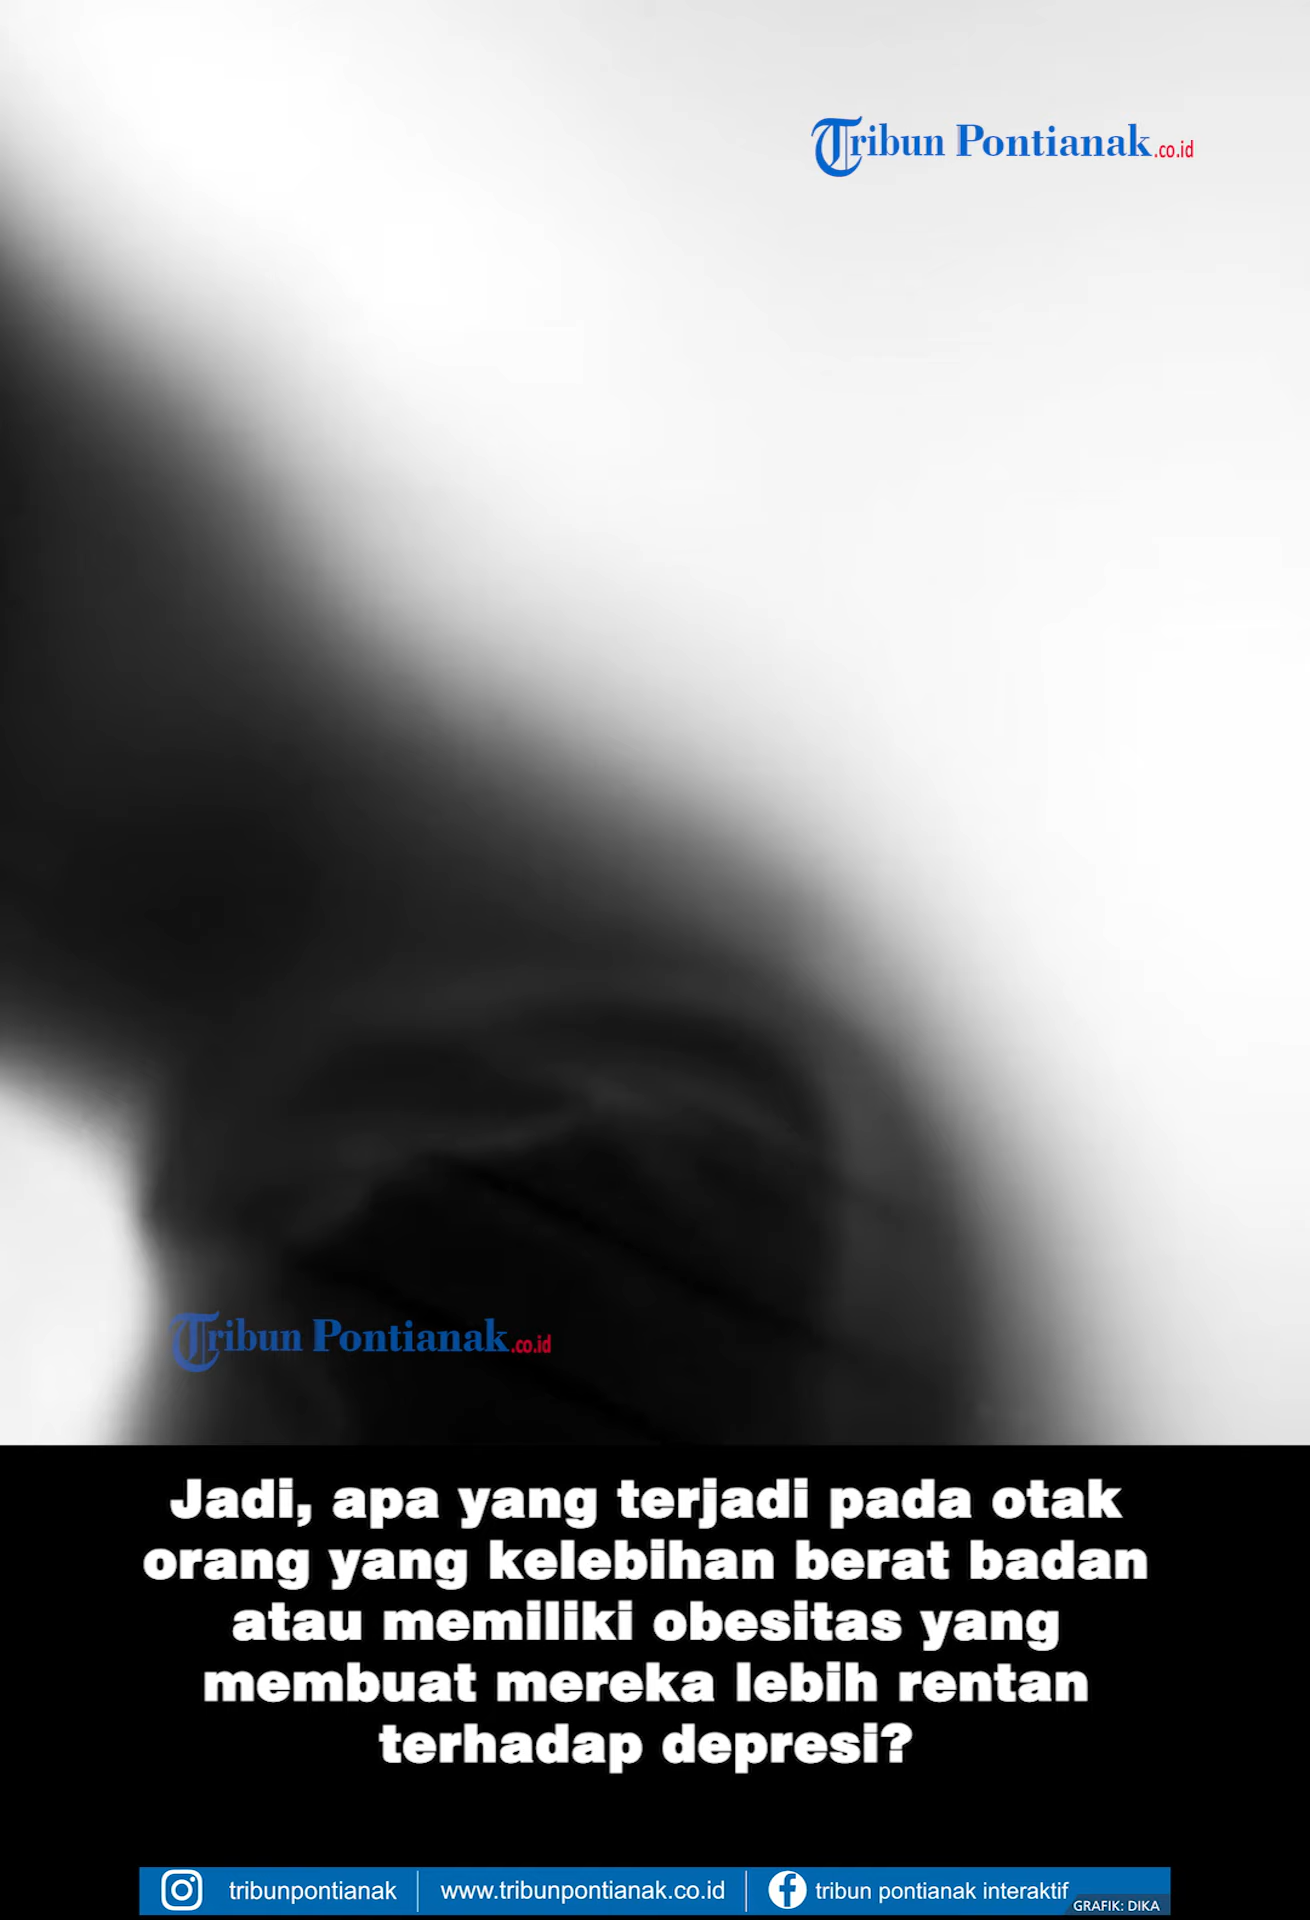 Tribun Pontianak.co.id
Tribun Pontianak.co.id
Jadi, apa yang terjadi pada otak
orang yang kelebihan berat badan
atau memiliki obesitas yang
membuat mereka lebih rentan
terhadap depresi?
tribunpontianak
www.tribunpontianak.co.id
tribun pontianak interaktif
GRAFIK: DIKA